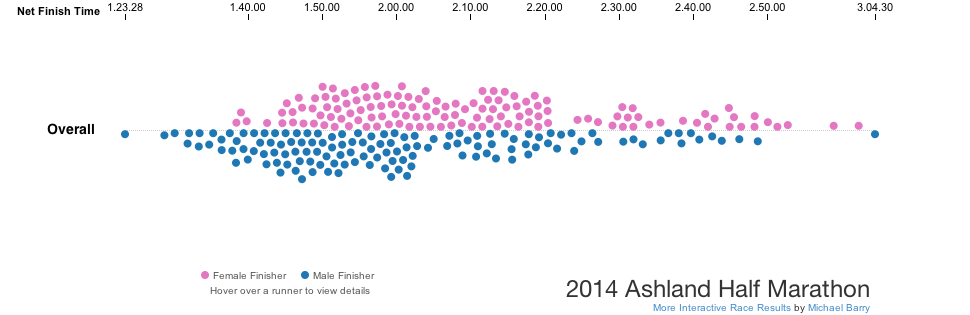 Net Finish Time
1.23.28 1.40.00 1.50.00 2.00.00 2.10.00 2.20.00 2.30.00 2.40.00 2.50.00 3.04.30
Overall
Female Finisher Male Finisher
Hover over a runner to view details
2014 Ashland Half Marathon
More Interactive Race Results by Michael Barry